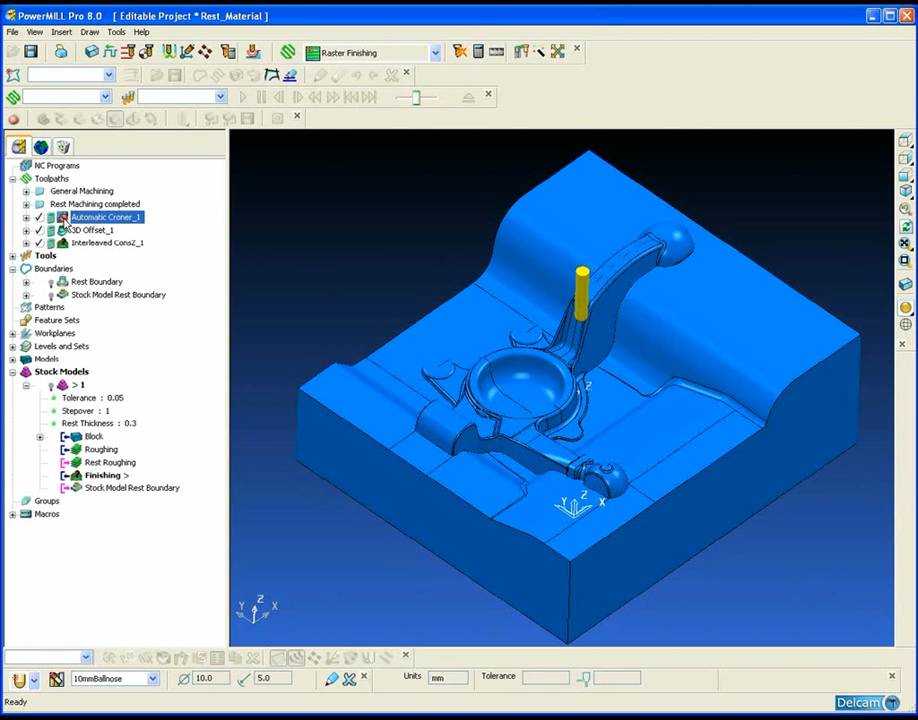 PowerMILL Pro 8.0    [ Editable Project * Rest_Material ]
File View Insert Draw Tools Help
Raster Finishing
NC Programs
Toolpaths
General Machining
Rest Machining completed
Automatic Croner_1
3D Offset_1
Interleaved ConsZ_1
Tools
Boundaries
Rest Boundary
Stock Model Rest Boundary
Patterns
Feature Sets
Workplanes
Levels and Sets
Models
Stock Models
> 1
Tolerance : 0.05
Stepover : 1
Rest Thickness : 0.3
Block
Roughing
Rest Roughing
Finishing >
Stock Model Rest Boundary
Groups
Macros
Z
Y Z X
Z
Y X
10mmBallnose 10.0 5.0 Units mm Tolerance
Ready
Delcam